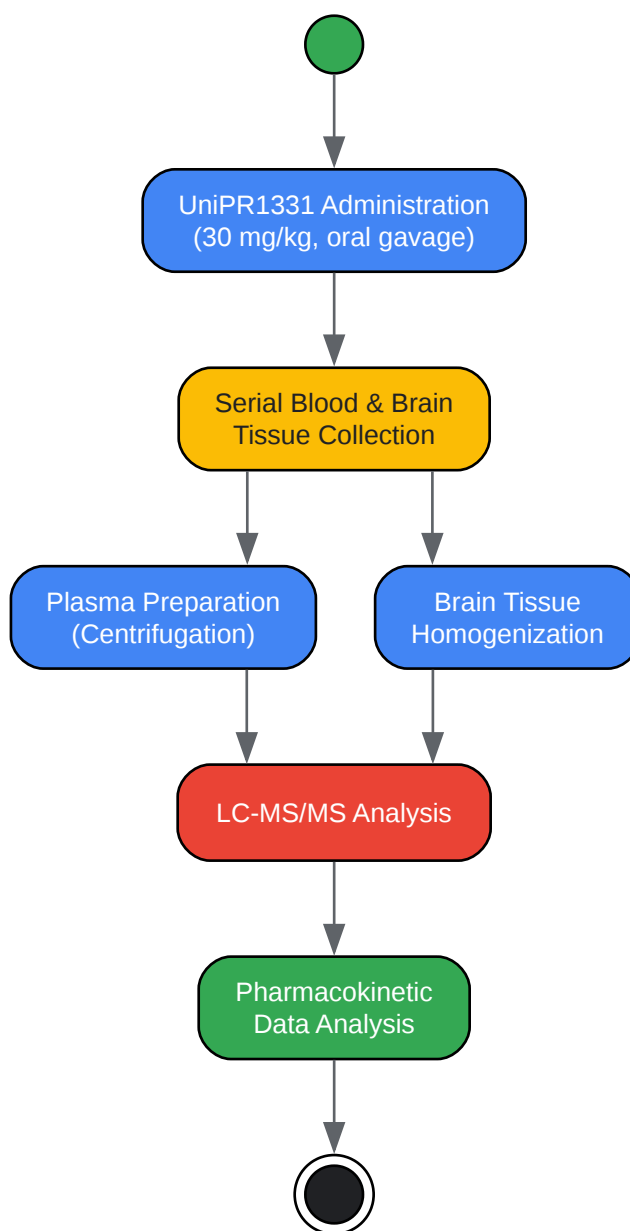 UniPR1331 Administration
(30 mg/kg, oral gavage)
Serial Blood & Brain
Tissue Collection
Plasma Preparation
(Centrifugation)
Brain Tissue
Homogenization
LC-MS/MS Analysis
Pharmacokinetic
Data Analysis